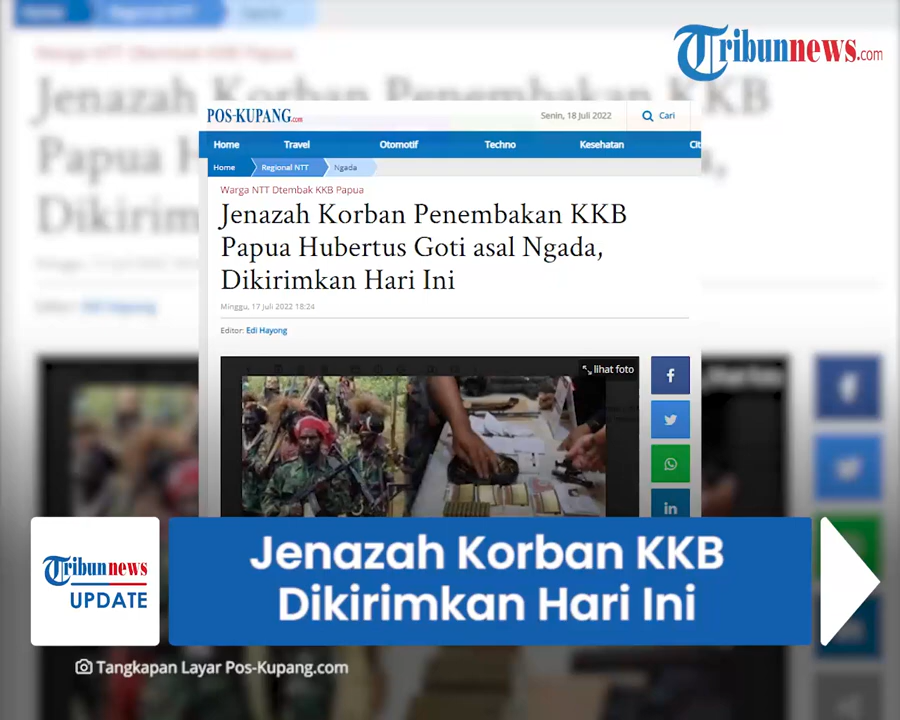 Tribunnews.com
POS-KUPANG.com
Senin, 18 Juli 2022
Cari
Home Travel Otomotif Techno Kesehatan Cit
Home Regional NTT Ngada
Warga NTT Dtembak KKB Papua
Jenazah Korban Penembakan KKB
Papua Hubertus Goti asal Ngada,
Dikirimkan Hari Ini
Minggu, 17 Juli 2022 18:24
Editor: Edi Hayong
lihat foto
Tribunnews
UPDATE
Jenazah Korban KKB
Dikirimkan Hari Ini
Tangkapan Layar Pos-Kupang.com